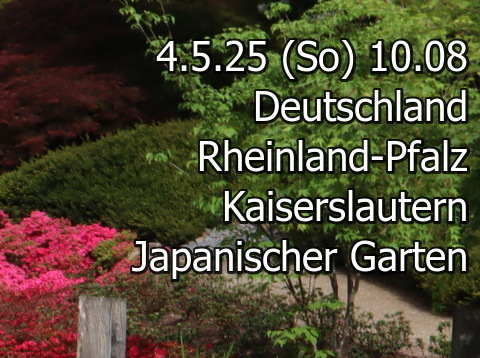 4.5.25 (So) 10.08
Deutschland
Rheinland-Pfalz
Kaiserslautern
Japanischer Garten